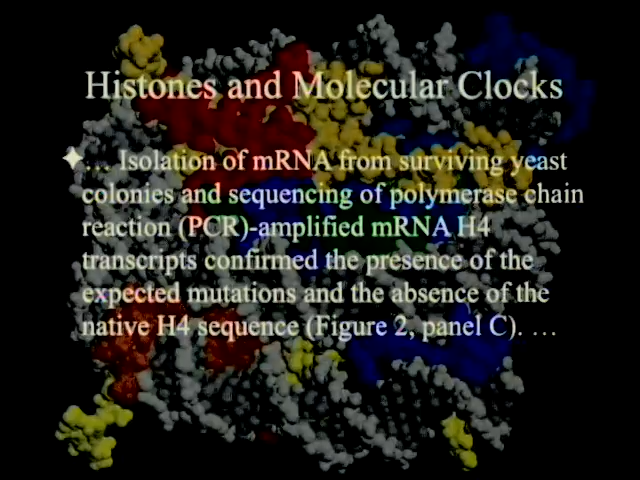 Histones and Molecular Clocks
… Isolation of mRNA from surviving yeast
colonies and sequencing of polymerase chain
reaction (PCR)-amplified mRNA H4
transcripts confirmed the presence of the
expected mutations and the absence of the
native H4 sequence (Figure 2, panel C). …